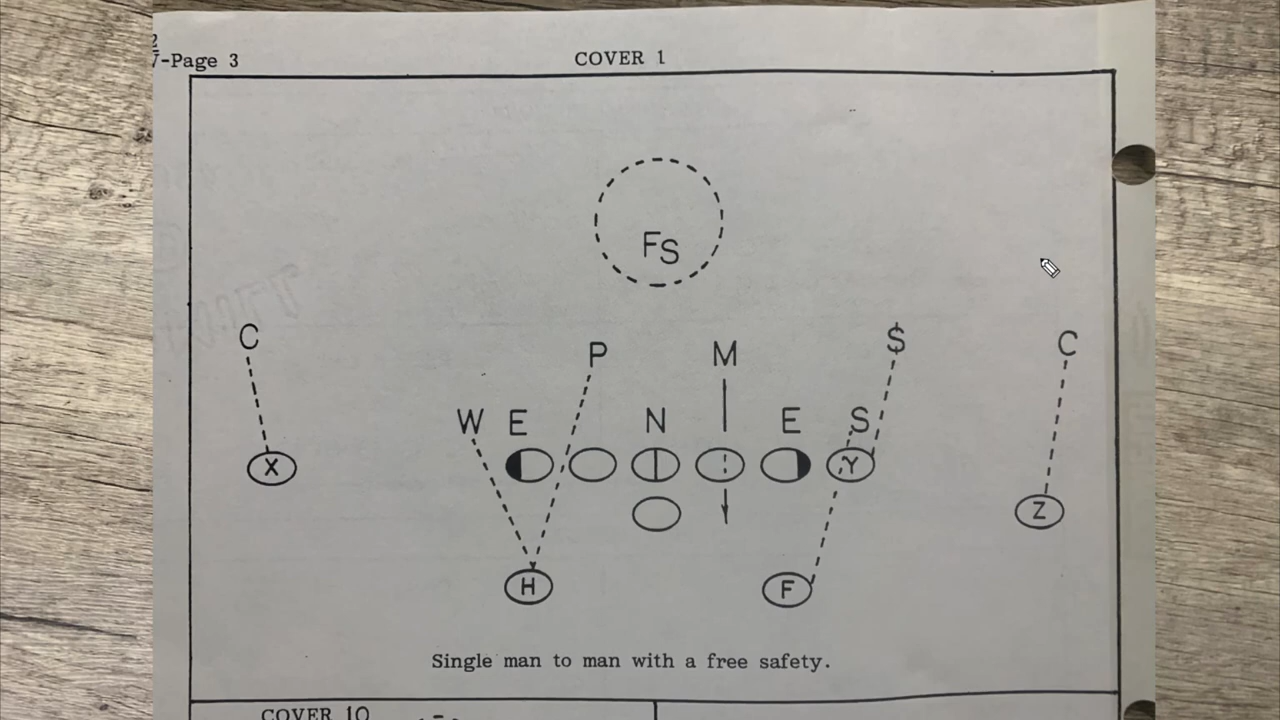 7-Page 3
COVER 1
FS
C
P
M
$
C
W
E
N
E
S
X
Y
Z
H
F
Single man to man with a free safety.
COVER 10